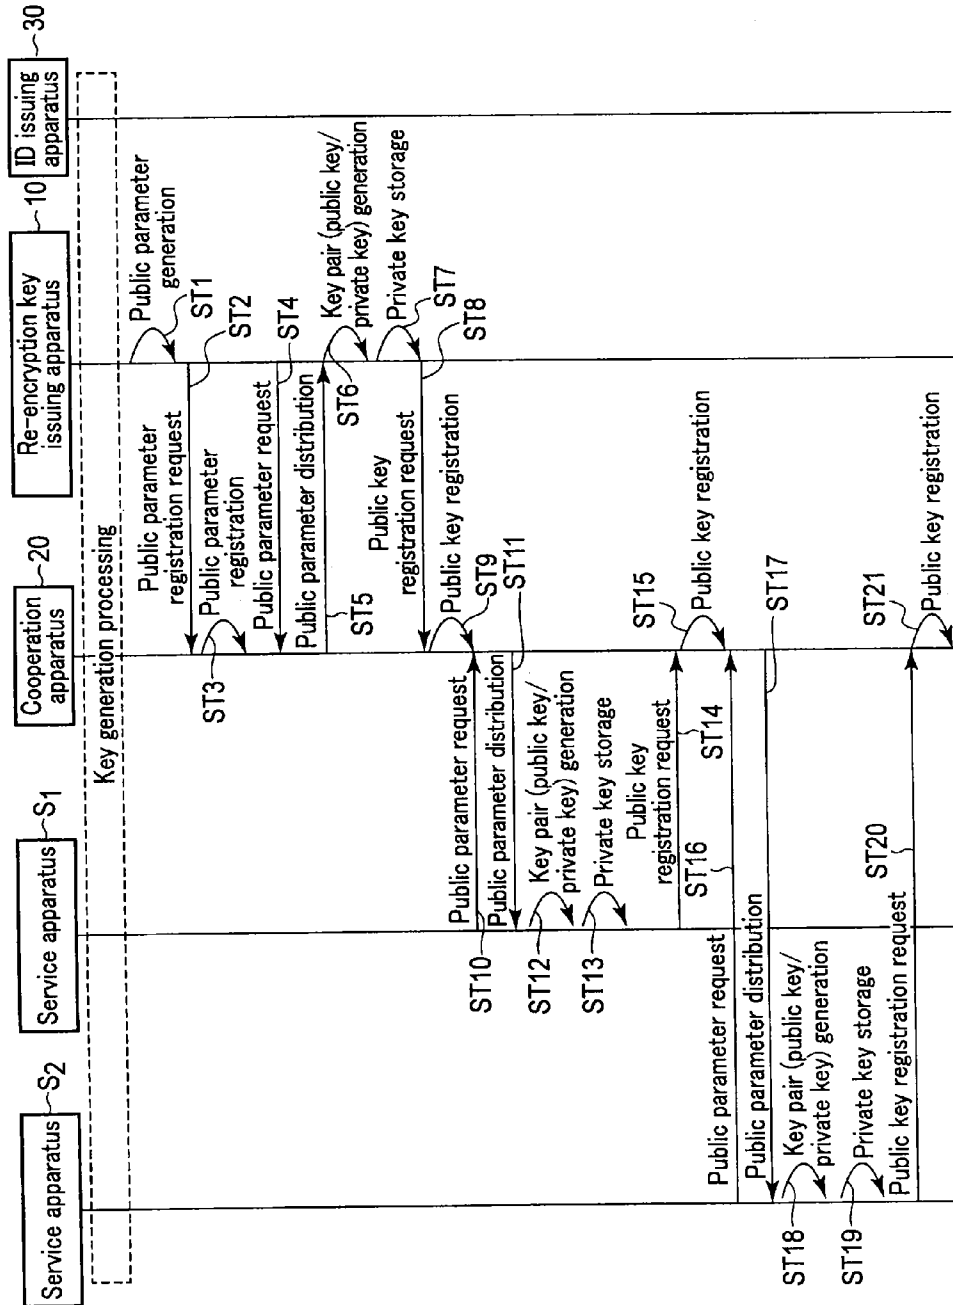 Service apparatus
S2
Service apparatus
S1
Cooperation
apparatus
20
Re-encryption key
issuing apparatus
10
ID issuing
apparatus
30
Key generation processing
Public parameter
generation
ST1
Public parameter
registration request
ST2
Public parameter
registration
ST3
Public parameter request
ST4
Public parameter distribution
ST5
Key pair (public key/
private key) generation
ST6
Private key storage
ST7
Public key
registration request
ST8
Public key registration
ST9
Public parameter request
ST10
Public parameter distribution
ST11
Key pair (public key/
private key) generation
ST12
Private key storage
ST13
Public key
registration request
ST14
Public key registration
ST15
Public parameter request
ST16
Public parameter distribution
ST17
Key pair (public key/
private key) generation
ST18
Private key storage
ST19
Public key registration request
ST20
Public key registration
ST21